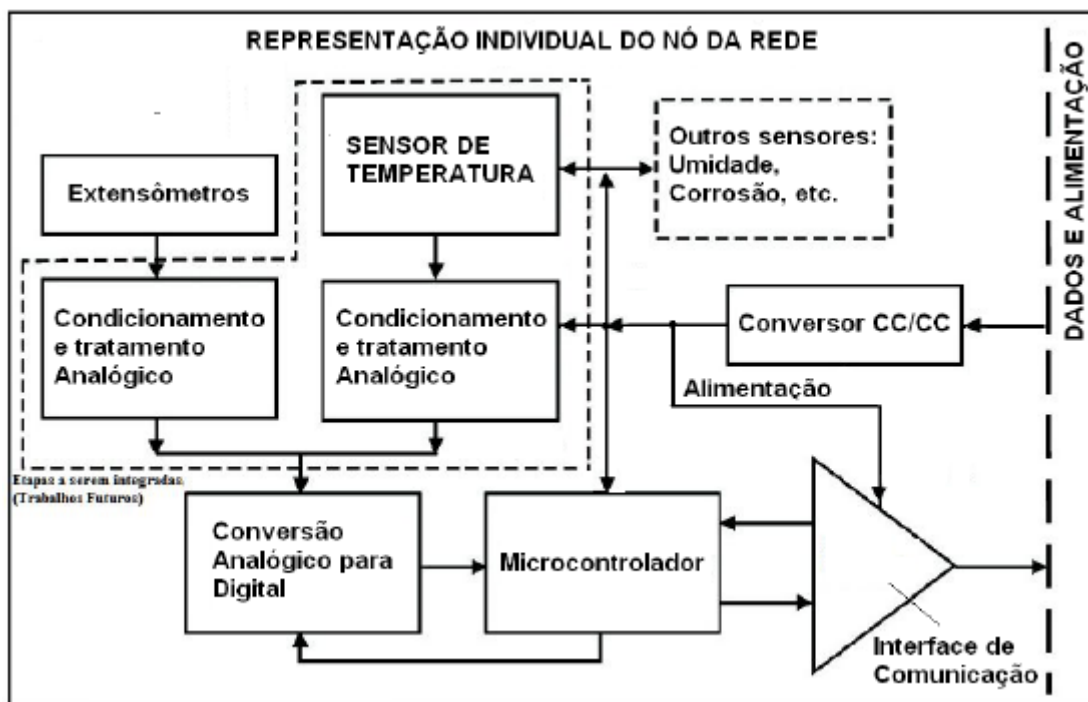 REPRESENTAÇÃO INDIVIDUAL DO NÓ DA REDE
DADOS E ALIMENTAÇÃO
SENSOR DE
TEMPERATURA
Outros sensores:
Umidade,
Corrosão, etc.
Extensômetros
Condicionamento
e tratamento
Analógico
Condicionamento
e tratamento
Analógico
Conversor CC/CC
Alimentação
Etapas a serem integradas
(Trabalhos Futuros)
Conversão
Analógico para
Digital
Microcontrolador
Interface de
Comunicação